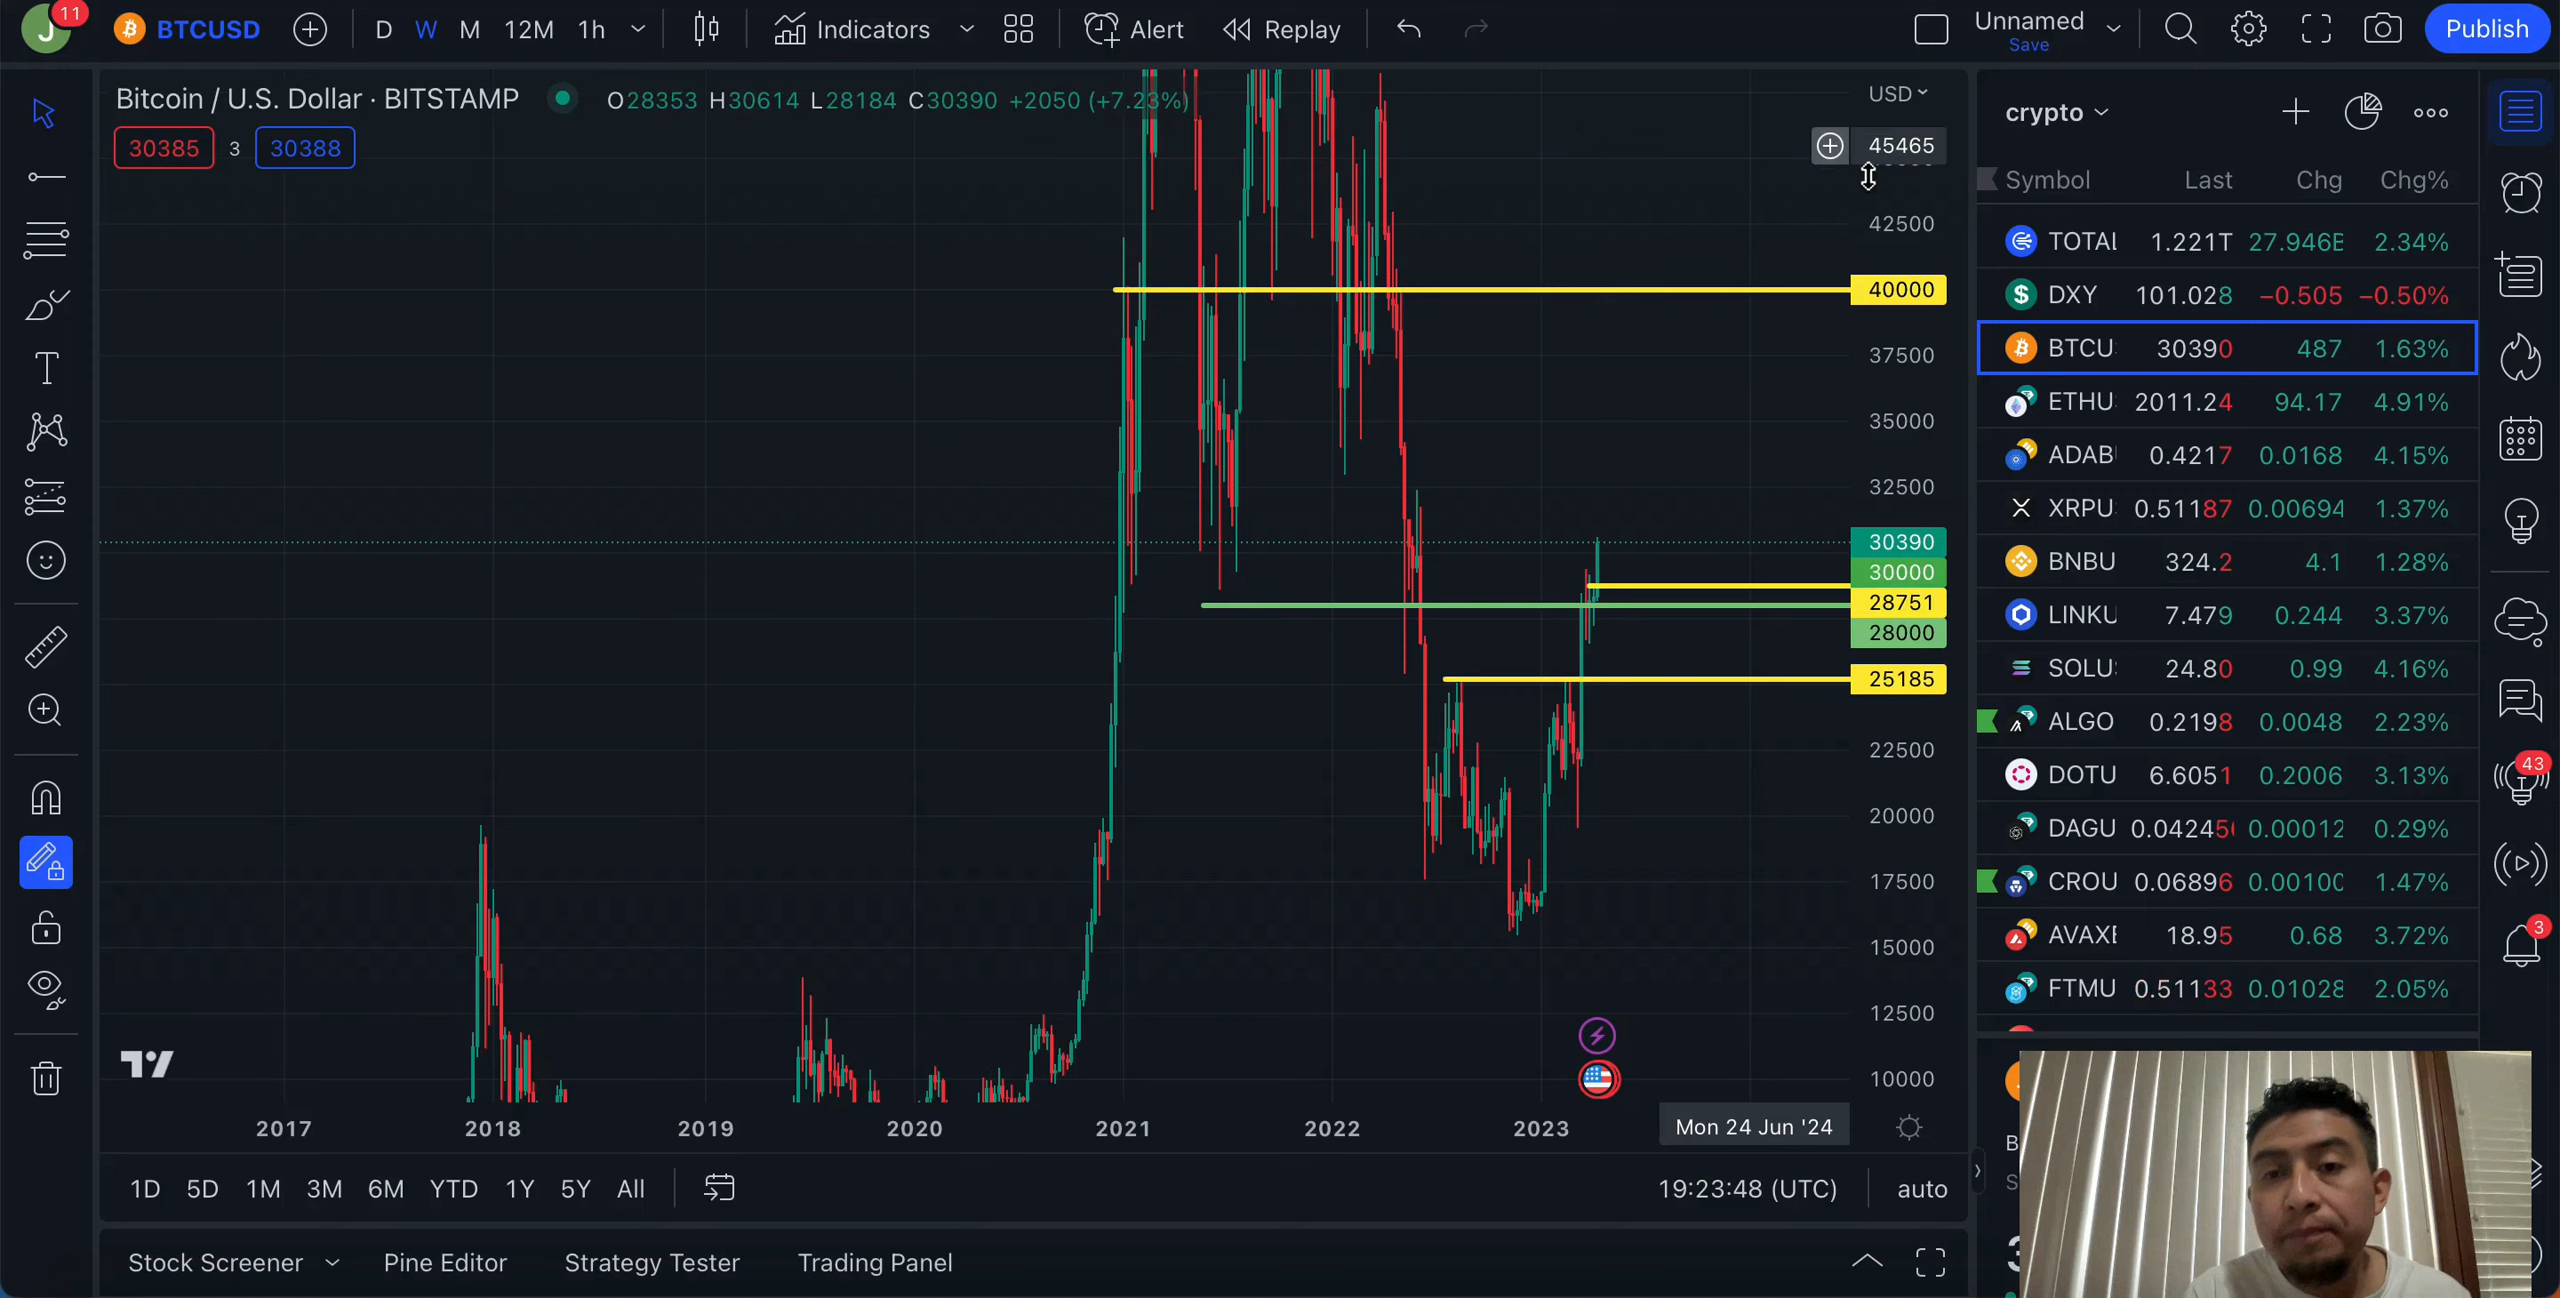 J 11 BTCUSD D W M 12M 1h Indicators Alert Replay Unnamed Save Publish
Bitcoin / U.S. Dollar · BITSTAMP O28353 H30614 L28184 C30390 +2050 (+7.23%) USD
30385 3 30388
45465
42500
40000
37500
35000
32500
30390
30000
28751
28000
25185
22500
20000
17500
15000
12500
10000
2017 2018 2019 2020 2021 2022 2023 Mon 24 Jun '24
1D 5D 1M 3M 6M YTD 1Y 5Y All 19:23:48 (UTC) auto
Stock Screener Pine Editor Strategy Tester Trading Panel
crypto
Symbol Last Chg Chg%
TOTAL 1.221T 27.946B 2.34%
DXY 101.028 −0.505 −0.50%
BTCU 30390 487 1.63%
ETHU 2011.24 94.17 4.91%
ADAB 0.4217 0.0168 4.15%
XRPU 0.51187 0.00694 1.37%
BNBU 324.2 4.1 1.28%
LINKU 7.479 0.244 3.37%
SOLU 24.80 0.99 4.16%
ALGO 0.2198 0.0048 2.23%
DOTU 6.6051 0.2006 3.13%
DAGU 0.04245 0.00012 0.29%
CROU 0.06896 0.00100 1.47%
AVAXE 18.95 0.68 3.72%
FTMU 0.51133 0.01028 2.05%
43
3